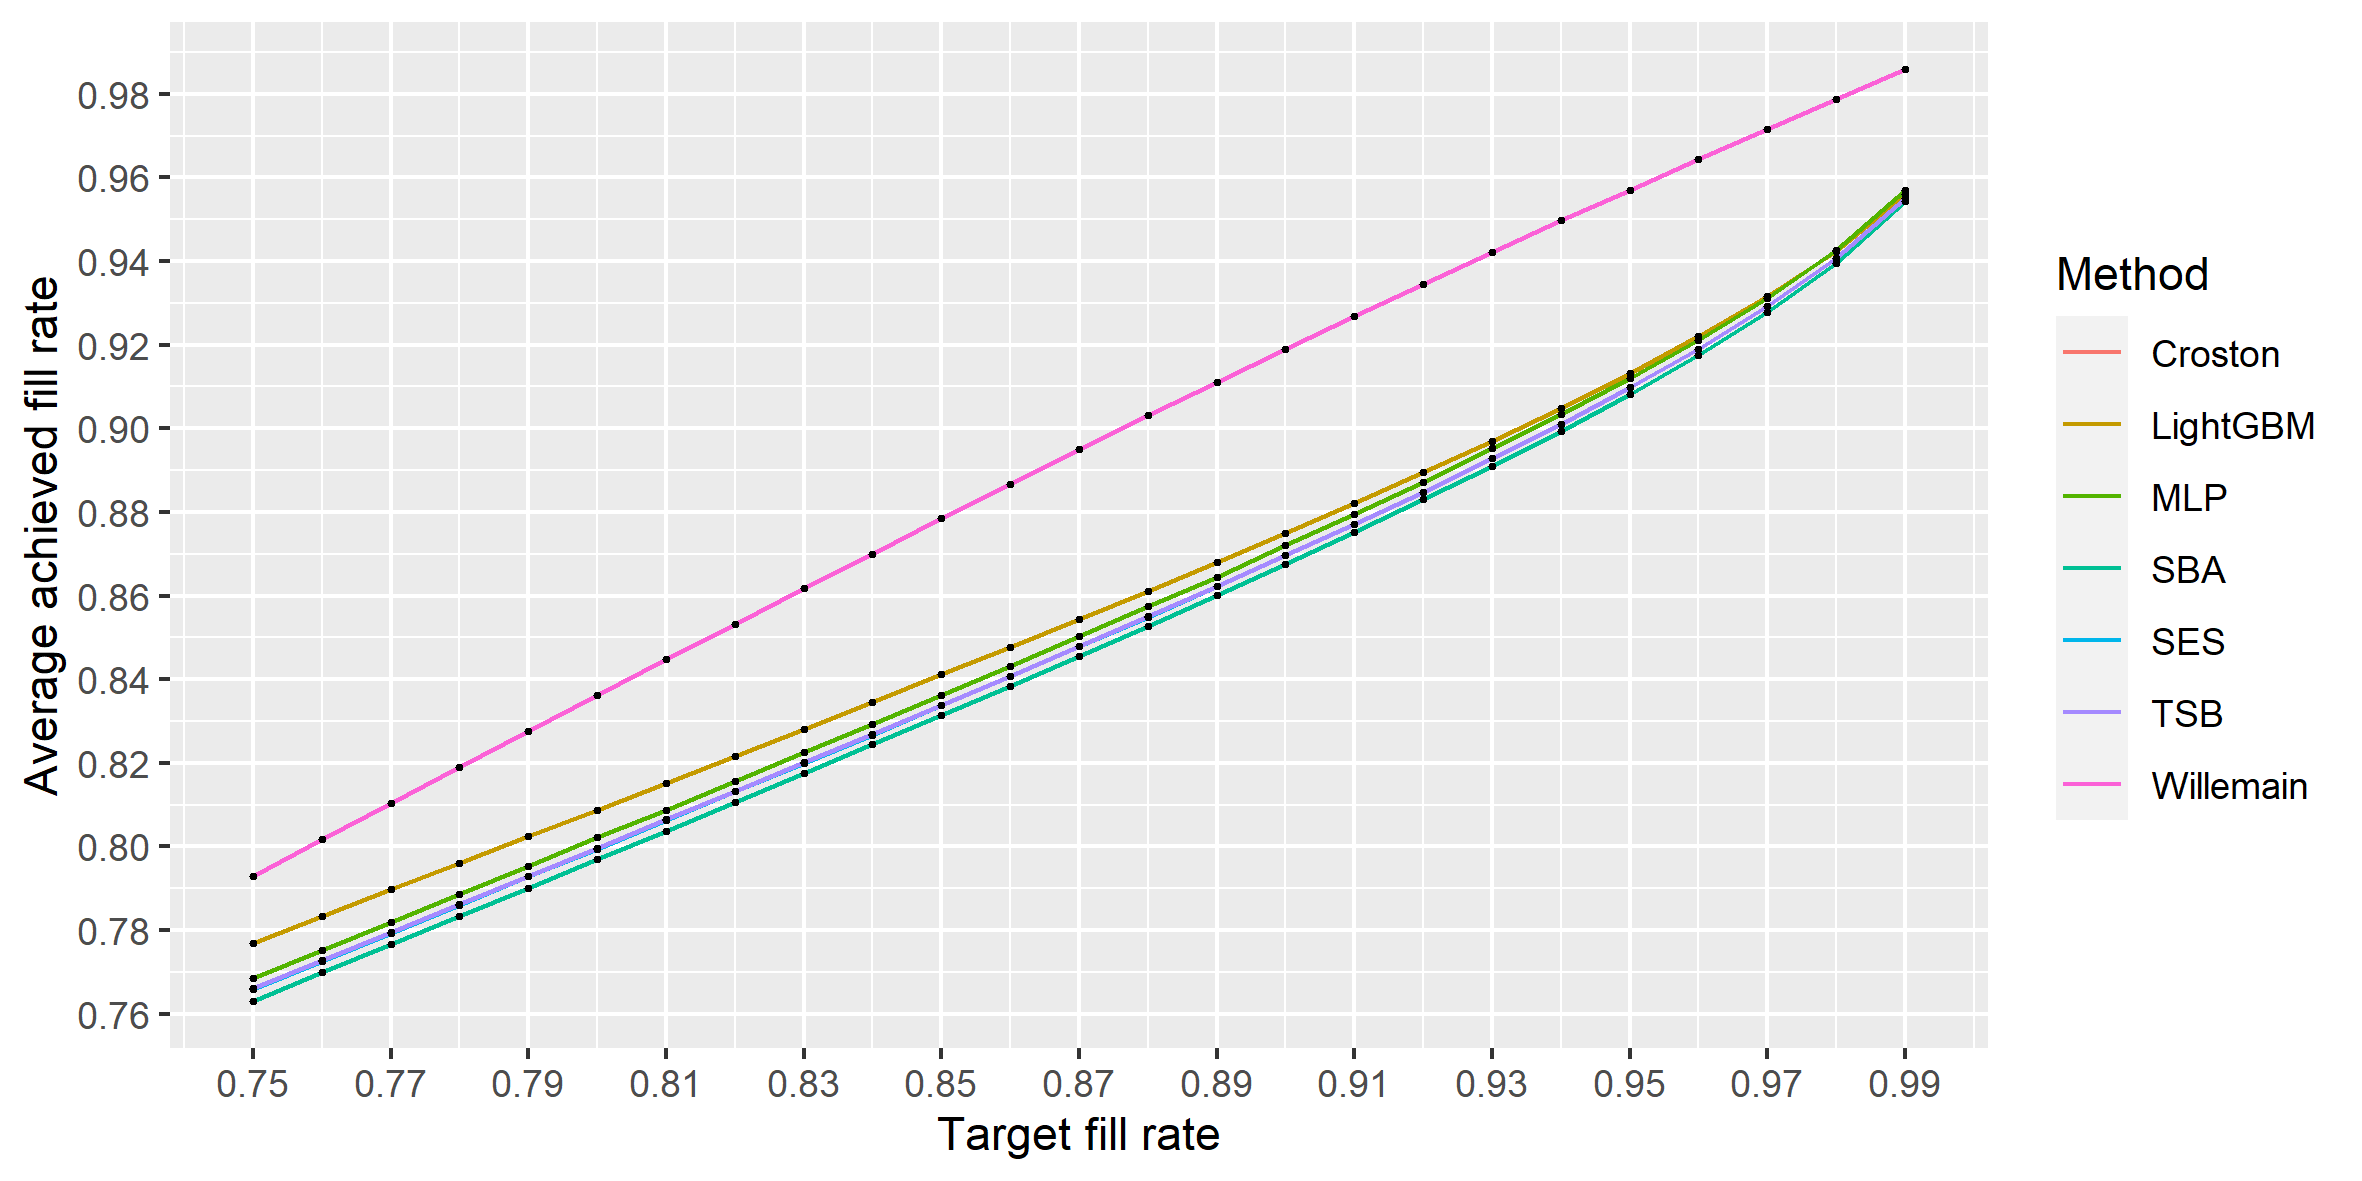 Average achieved fill rate
0.98
0.96
0.94
0.92
0.90
0.88
0.86
0.84
0.82
0.80
0.78
0.76
0.75 0.77 0.79 0.81 0.83 0.85 0.87 0.89 0.91 0.93 0.95 0.97 0.99
Target fill rate
Method
Croston
LightGBM
MLP
SBA
SES
TSB
Willemain